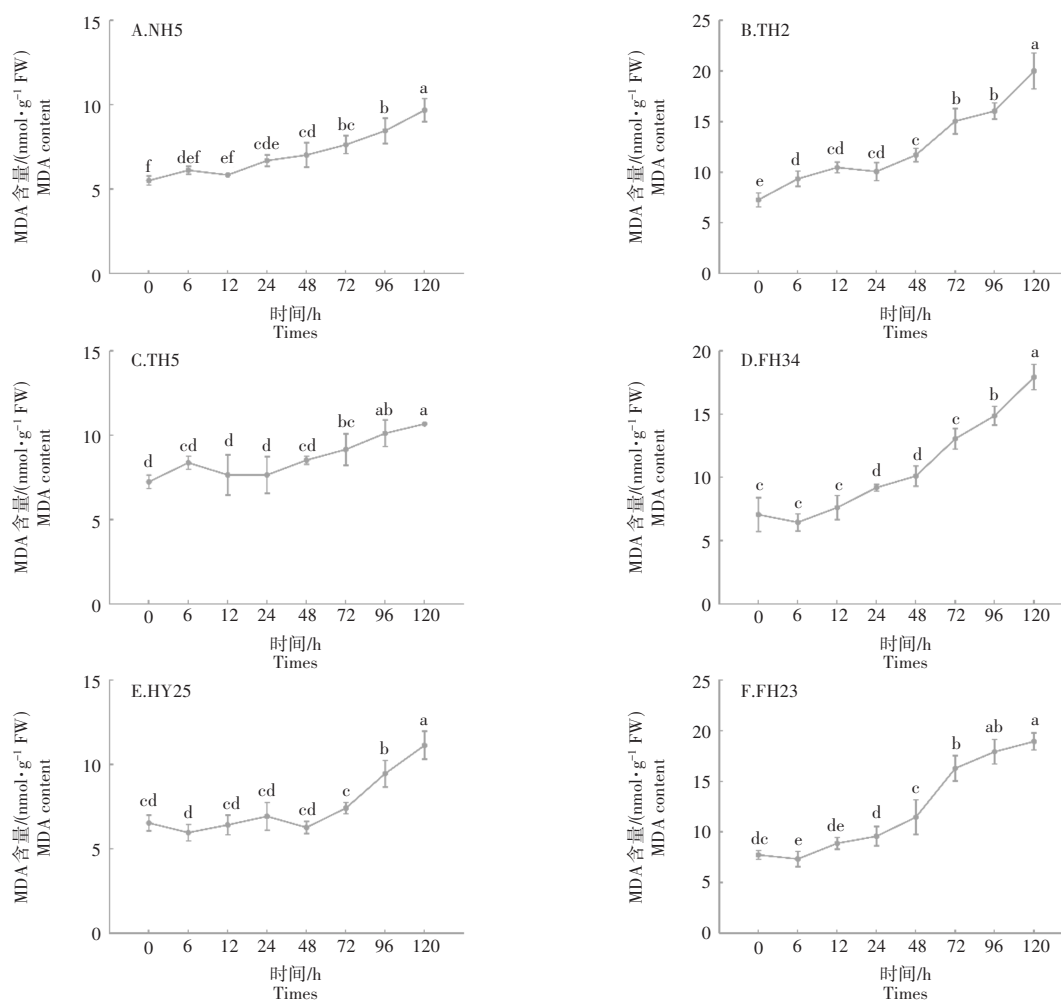 A.NH5
MDA 含量/(nmol·g⁻¹ FW)
MDA content
15
10
5
0
f
def
ef
cde
cd
bc
b
a
0 6 12 24 48 72 96 120
时间/h
Times
B.TH2
MDA 含量/(nmol·g⁻¹ FW)
MDA content
25
20
15
10
5
0
e
d
cd
cd
c
b
b
a
0 6 12 24 48 72 96 120
时间/h
Times
C.TH5
MDA 含量/(nmol·g⁻¹ FW)
MDA content
15
10
5
0
d
cd
d
d
cd
bc
ab
a
0 6 12 24 48 72 96 120
时间/h
Times
D.FH34
MDA 含量/(nmol·g⁻¹ FW)
MDA content
20
15
10
5
0
c
c
c
d
d
c
b
a
0 6 12 24 48 72 96 120
时间/h
Times
E.HY25
MDA 含量/(nmol·g⁻¹ FW)
MDA content
15
10
5
0
cd
d
cd
cd
cd
c
b
a
0 6 12 24 48 72 96 120
时间/h
Times
F.FH23
MDA 含量/(nmol·g⁻¹ FW)
MDA content
25
20
15
10
5
0
dc
e
de
d
c
b
ab
a
0 6 12 24 48 72 96 120
时间/h
Times